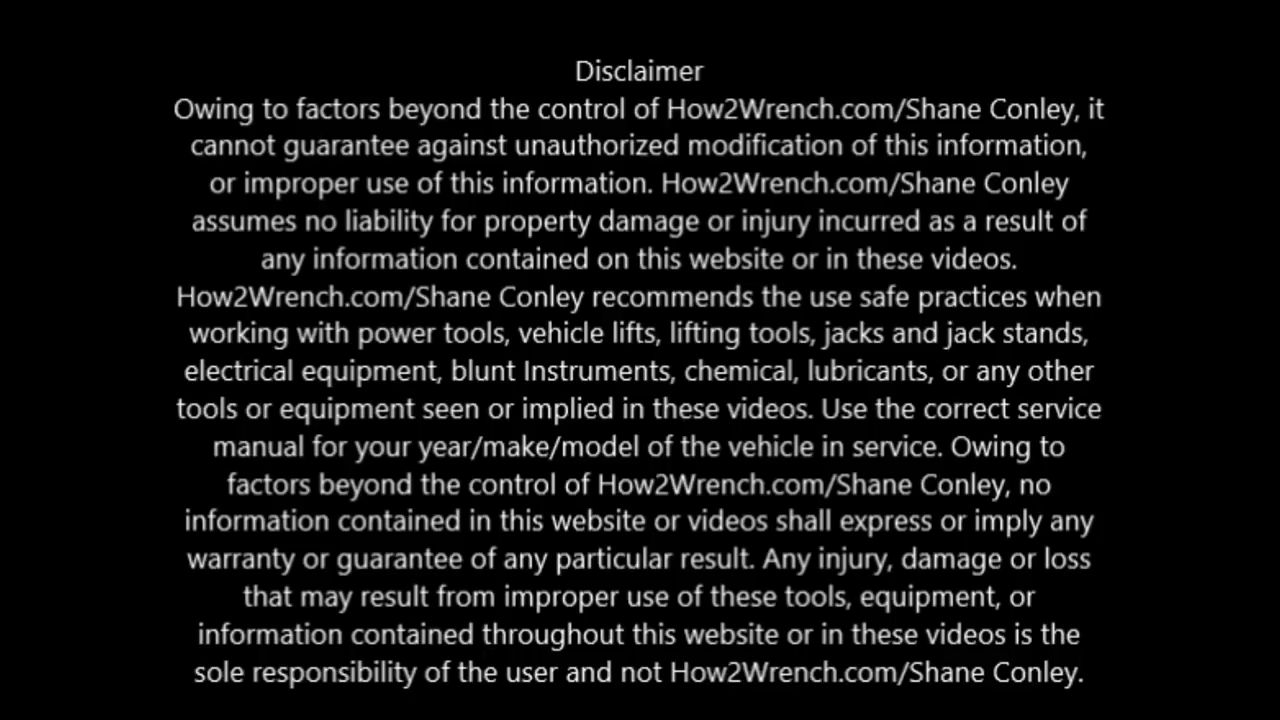 Disclaimer
Owing to factors beyond the control of How2Wrench.com/Shane Conley, it
cannot guarantee against unauthorized modification of this information,
or improper use of this information. How2Wrench.com/Shane Conley
assumes no liability for property damage or injury incurred as a result of
any information contained on this website or in these videos.
How2Wrench.com/Shane Conley recommends the use safe practices when
working with power tools, vehicle lifts, lifting tools, jacks and jack stands,
electrical equipment, blunt Instruments, chemical, lubricants, or any other
tools or equipment seen or implied in these videos. Use the correct service
manual for your year/make/model of the vehicle in service. Owing to
factors beyond the control of How2Wrench.com/Shane Conley, no
information contained in this website or videos shall express or imply any
warranty or guarantee of any particular result. Any injury, damage or loss
that may result from improper use of these tools, equipment, or
information contained throughout this website or in these videos is the
sole responsibility of the user and not How2Wrench.com/Shane Conley.